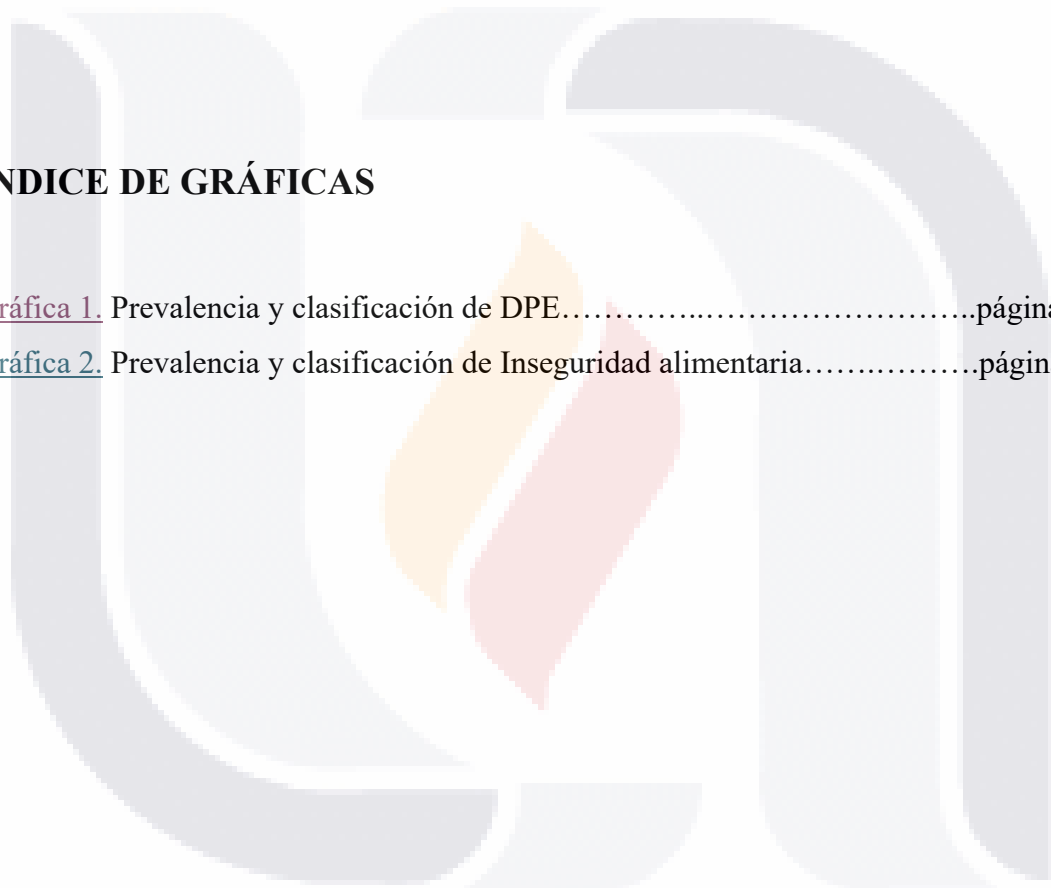 NDICE DE GRÁFICAS
ráfica 1. Prevalencia y clasificación de DPE…………..……………………..página
ráfica 2. Prevalencia y clasificación de Inseguridad alimentaria…….……….págin